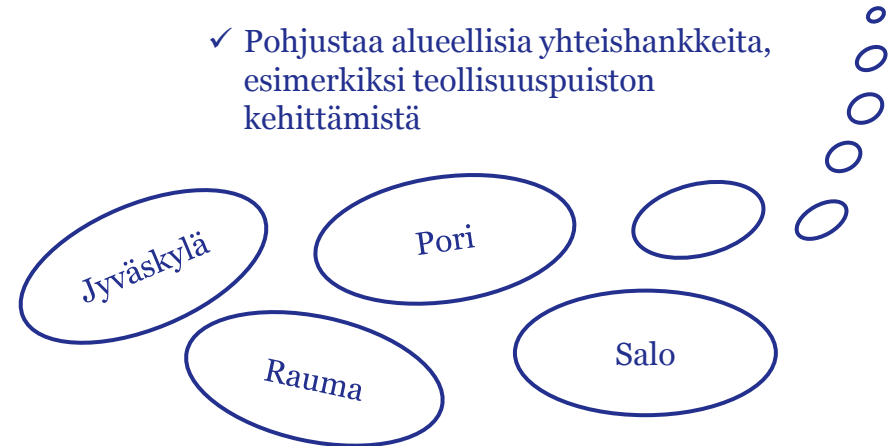 ✓ Pohjustaa alueellisia yhteishankkeita,
esimerkiksi teollisuuspuiston
kehittämistä
Jyväskylä
Pori
Rauma
Salo